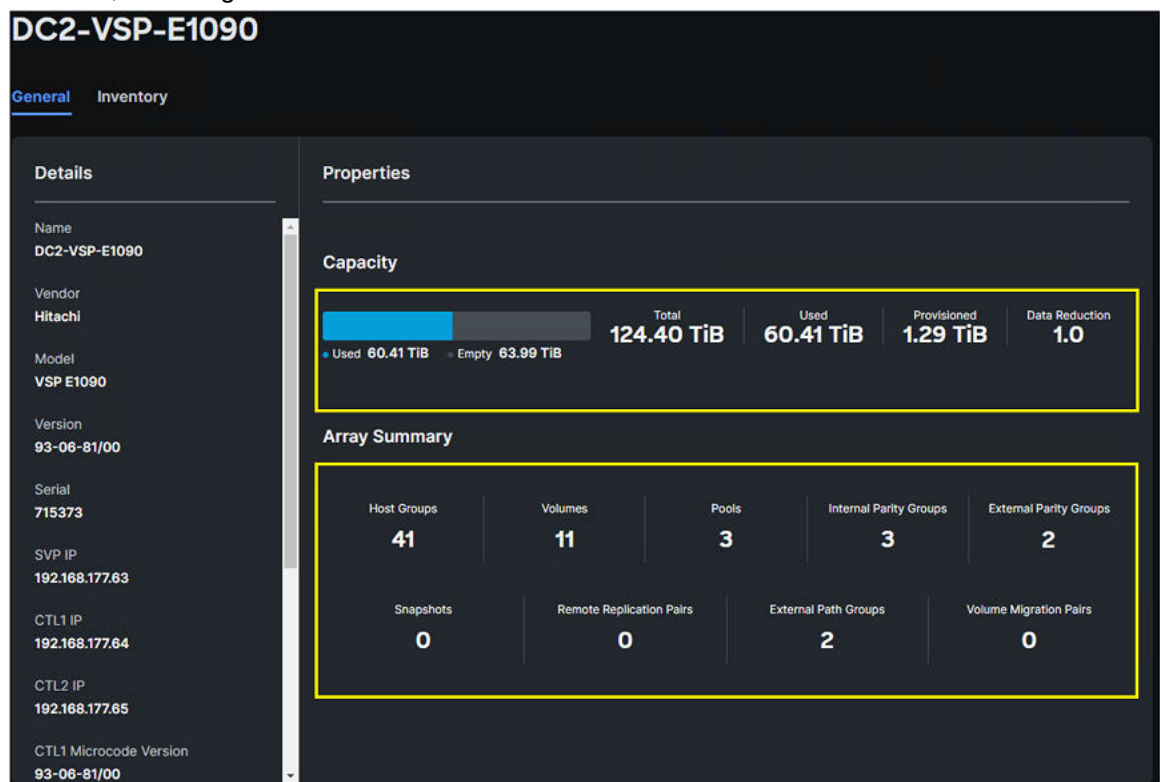 DC2-VSP-E1090
General Inventory
Details
Name
DC2-VSP-E1090
Vendor
Hitachi
Model
VSP E1090
Version
93-06-81/00
Serial
715373
SVP IP
192.168.177.63
CTL1 IP
192.168.177.64
CTL2 IP
192.168.177.65
CTL1 Microcode Version
93-06-81/00
Properties
Capacity
Used 60.41 TiB Empty 63.99 TiB
Total
124.40 TiB
Used
60.41 TiB
Provisioned
1.29 TiB
Data Reduction
1.0
Array Summary
Host Groups
41
Volumes
11
Pools
3
Internal Parity Groups
3
External Parity Groups
2
Snapshots
0
Remote Replication Pairs
0
External Path Groups
2
Volume Migration Pairs
0